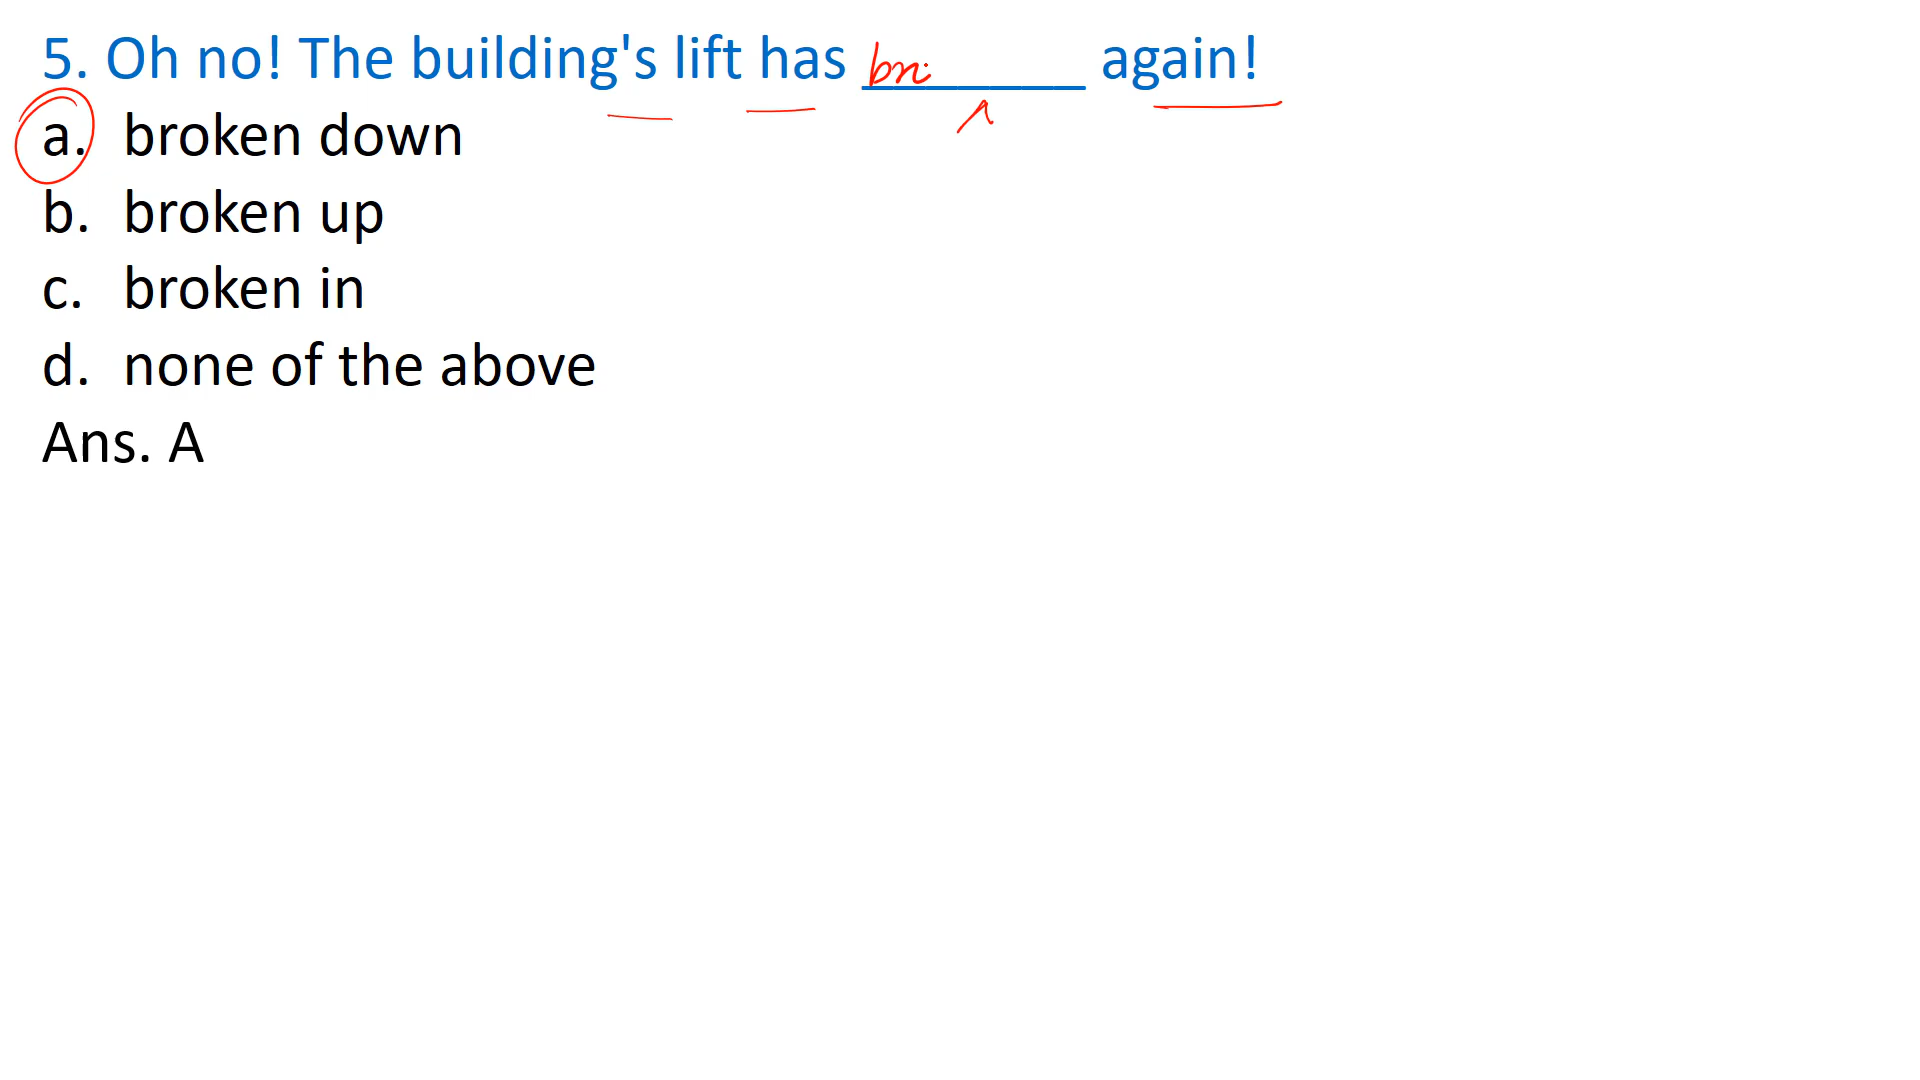 5. Oh no! The building's lift has ________ again!
a. broken down
b. broken up
c. broken in
d. none of the above
Ans. A